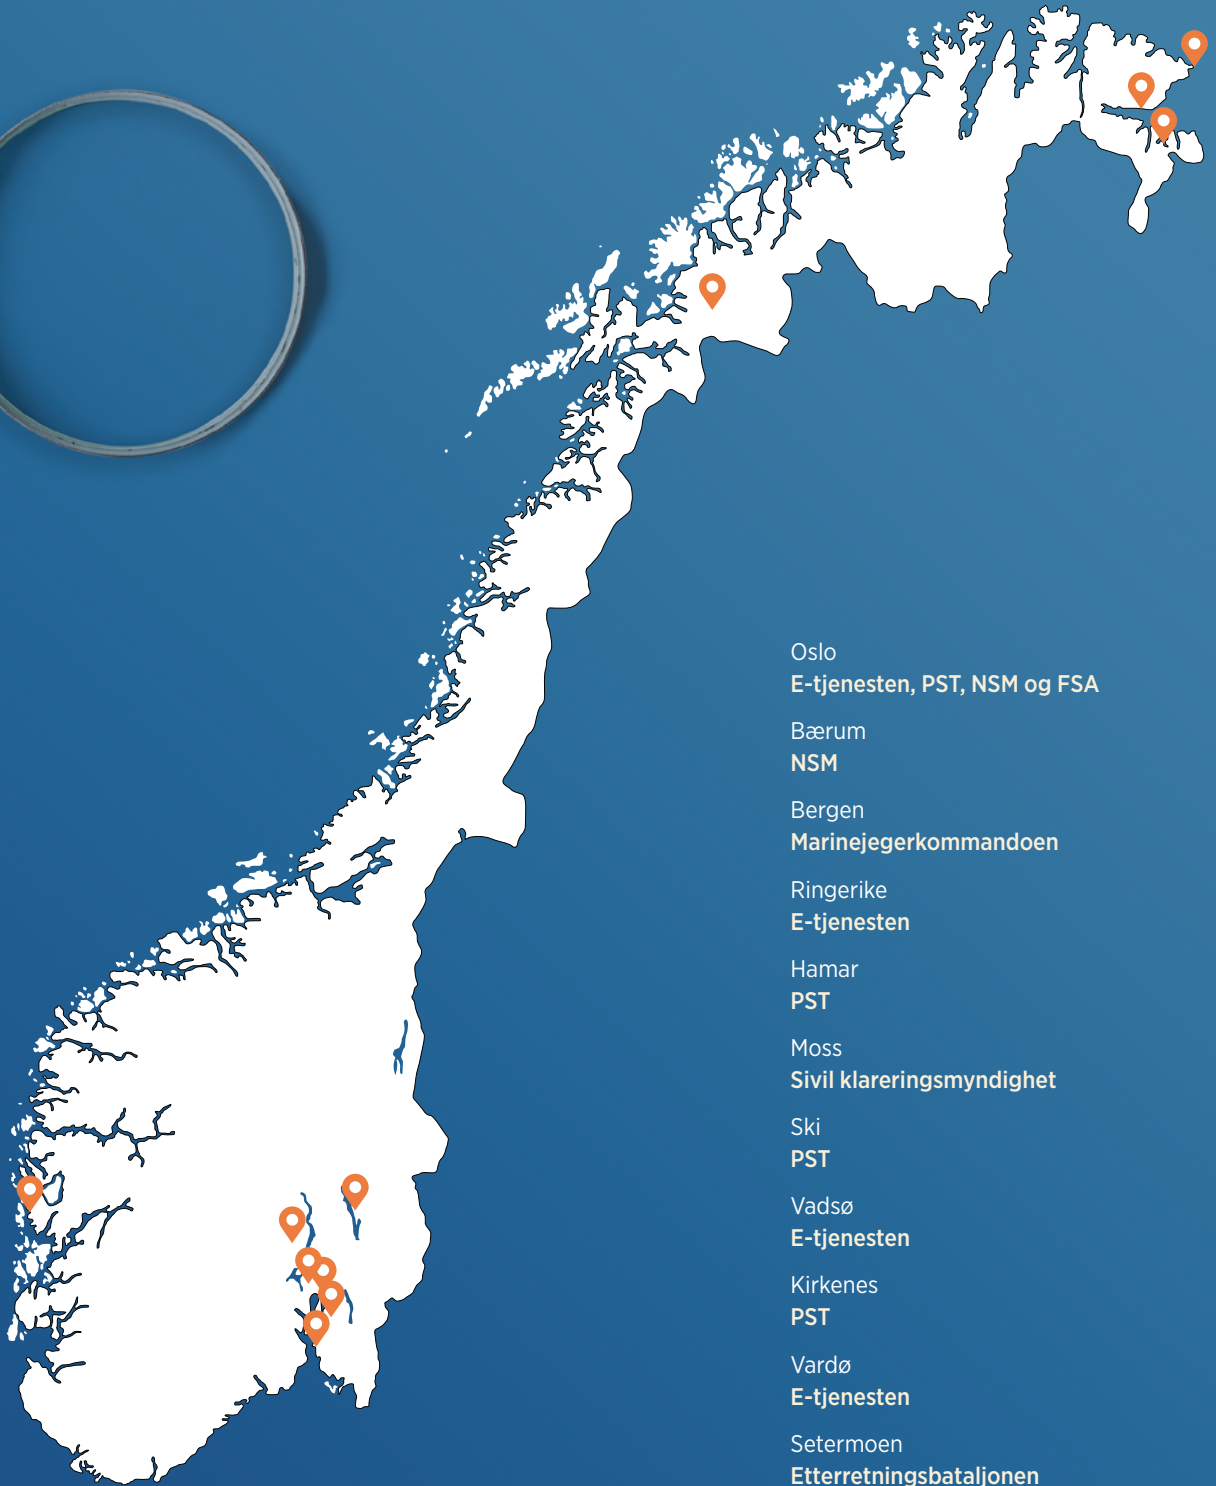 Oslo
E-tjenesten, PST, NSM og FSA
Bærum
NSM
Bergen
Marinejegerkommandoen
Ringerike
E-tjenesten
Hamar
PST
Moss
Sivil klareringsmyndighet
Ski
PST
Vadsø
E-tjenesten
Kirkenes
PST
Vardø
E-tjenesten
Setermoen
Etterretningsbataljonen